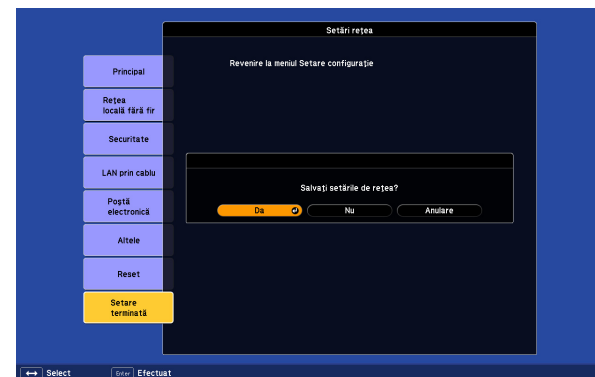 Setări rețea
Revenire la meniul Setare configurație
Principal
Rețea
locală fără fir
Securitate
LAN prin cablu
Poștă
electronică
Altele
Reset
Setare
terminată
Salvați setările de rețea?
Da Nu Anulare
Select Enter Efectuat